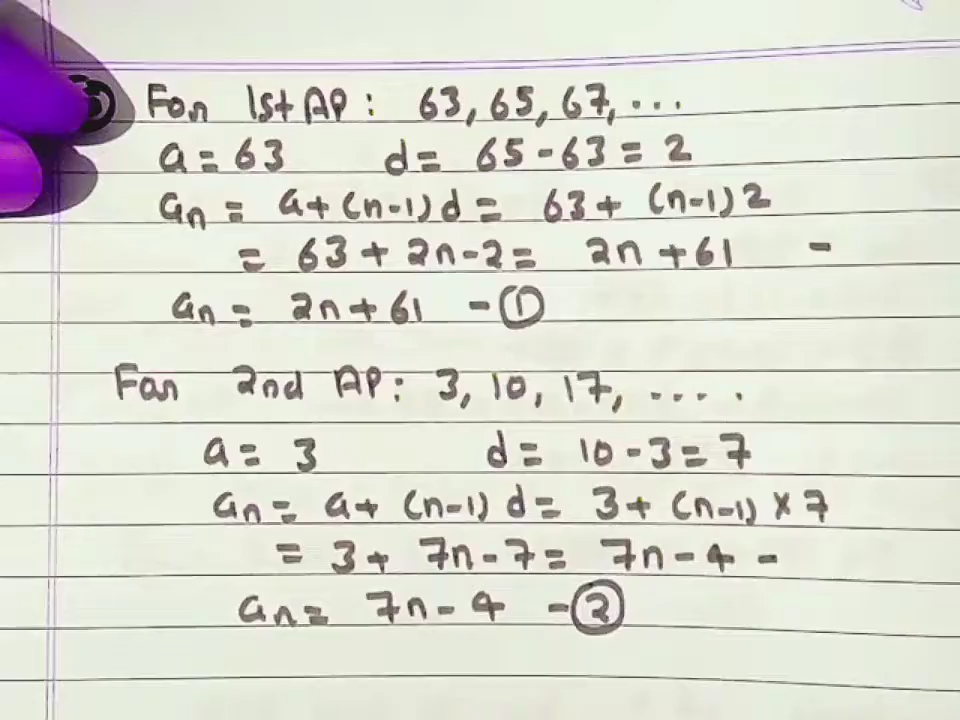 For 1st AP: 63, 65, 67, ...
a = 63 d = 65 - 63 = 2
an = a + (n-1) d = 63 + (n-1) 2
= 63 + 2n - 2 = 2n + 61 -
an = 2n + 61 - ①
For 2nd AP: 3, 10, 17, ....
a = 3 d = 10 - 3 = 7
an = a + (n-1) d = 3 + (n-1) × 7
= 3 + 7n - 7 = 7n - 4 -
an = 7n - 4 - ②